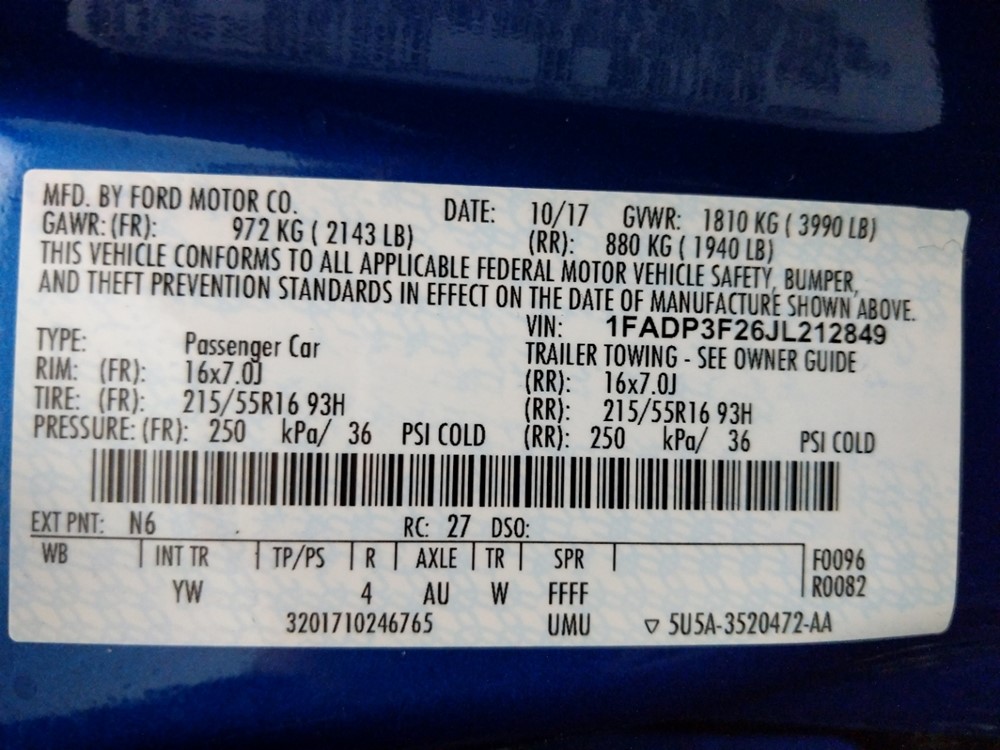 MFD. BY FORD MOTOR CO. DATE: 10/17 GVWR: 1810 KG ( 3990 LB)
GAWR: (FR): 972 KG ( 2143 LB) (RR): 880 KG ( 1940 LB)
THIS VEHICLE CONFORMS TO ALL APPLICABLE FEDERAL MOTOR VEHICLE SAFETY, BUMPER,
AND THEFT PREVENTION STANDARDS IN EFFECT ON THE DATE OF MANUFACTURE SHOWN ABOVE.
VIN: 1FADP3F26JL212849
TYPE: Passenger Car TRAILER TOWING - SEE OWNER GUIDE
RIM: (FR): 16x7.0J (RR): 16x7.0J
TIRE: (FR): 215/55R16 93H (RR): 215/55R16 93H
PRESSURE: (FR): 250 kPa/ 36 PSI COLD (RR): 250 kPa/ 36 PSI COLD
EXT PNT: N6 RC: 27 DSO:
WB INT TR TP/PS R AXLE TR SPR F0096
YW 4 AU W FFFF R0082
3201710246765 UMU ▽ 5U5A-3520472-AA